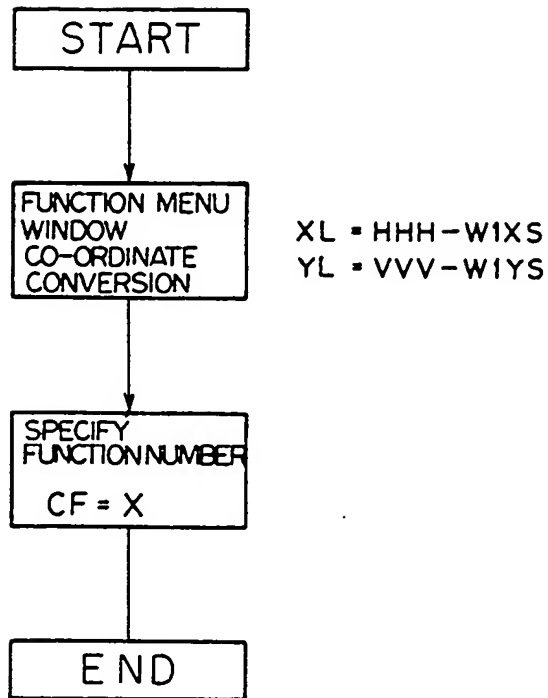 START
FUNCTION MENU
WINDOW
CO-ORDINATE
CONVERSION
XL = HHH-W1XS
YL = VVV-W1YS
SPECIFY
FUNCTION NUMBER
CF = X
END